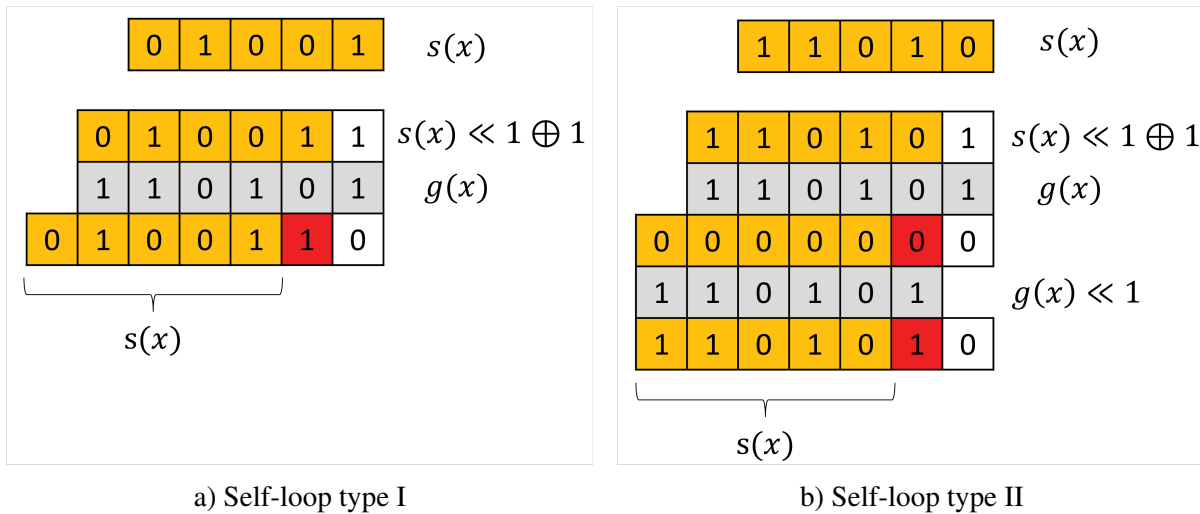 0 1 0 0 1 s(x)
0 1 0 0 1 1 s(x) ≪ 1 ⊕ 1
1 1 0 1 0 1 g(x)
0 1 0 0 1 1 0
s(x)
a) Self-loop type I
1 1 0 1 0 s(x)
1 1 0 1 0 1 s(x) ≪ 1 ⊕ 1
1 1 0 1 0 1 g(x)
0 0 0 0 0 0 0
1 1 0 1 0 1 g(x) ≪ 1
1 1 0 1 0 1 0
s(x)
b) Self-loop type II